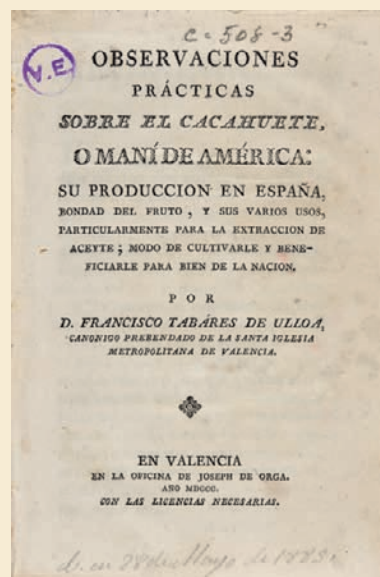 C=508-3
V.E.
OBSERVACIONES
PRÁCTICAS
SOBRE EL CACAHUETE,
O MANÍ DE AMÉRICA:
SU PRODUCCION EN ESPAÑA,
BONDAD DEL FRUTO, Y SUS VARIOS USOS,
PARTICULARMENTE PARA LA EXTRACCION DE
ACEYTE; MODO DE CULTIVARLE Y BENE-
FICIARLE PARA BIEN DE LA NACION.
POR
D. FRANCISCO TABÁRES DE ULLOA,
CANONIGO PREBENDADO DE LA SANTA IGLESIA
METROPOLITANA DE VALENCIA.
EN VALENCIA
EN LA OFICINA DE JOSEPH DE ORGA.
AÑO MDCCC.
CON LAS LICENCIAS NECESARIAS.
de Mayo de